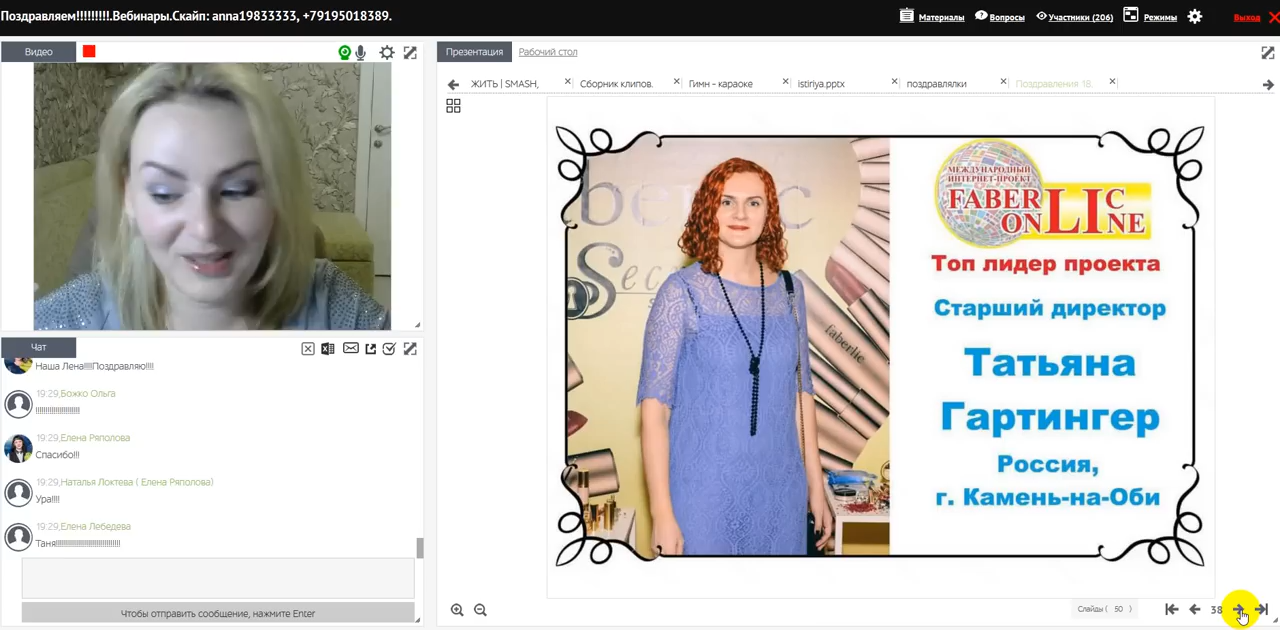 Поздравляем!!!!!!!!!.Вебинары.Скайп: anna19833333, +79195018389.
Материалы
Вопросы
Участники (206)
Режимы
Выход
Видео
Презентация
Рабочий стол
ЖИТЬ | SMASH,
Сборник клипов.
Гимн - караоке
istiriya.pptx
поздравлялки
Поздравления 18.
МЕЖДУНАРОДНЫЙ
ИНТЕРНЕТ-ПРОЕКТ
FABERLIC
ONLINE
Топ лидер проекта
Старший директор
Татьяна
Гартингер
Россия,
г. Камень-на-Оби
faberlic
Чат
Наша Лена!!!!Поздравляю!!!!
19:29,Божко Ольга
!!!!!!!!!!!!!!!!!!!!!!
19:29,Елена Ряполова
Спасибо!!!
19:29,Наталья Локтева ( Елена Ряполова)
Ура!!!!
19:29,Елена Лебедева
Таня!!!!!!!!!!!!!!!!!!!!!!!!!!!!!!
Чтобы отправить сообщение, нажмите Enter
Слайды ( 50 )
38